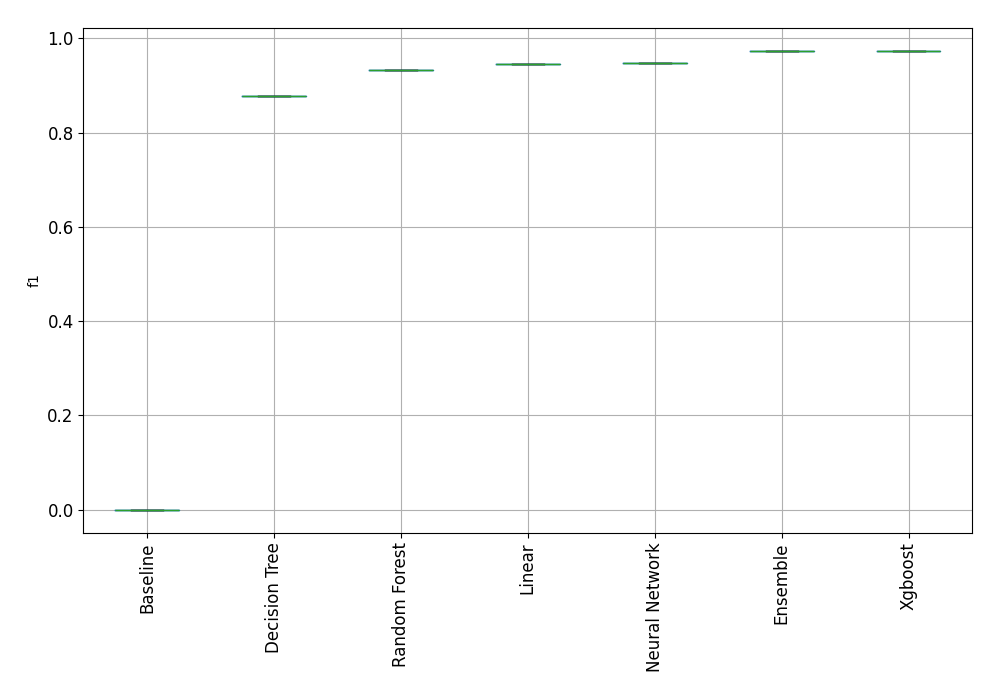 1.0
0.8
0.6
f1
0.4
0.2
0.0
Baseline
Decision Tree
Random Forest
Linear
Neural Network
Ensemble
Xgboost